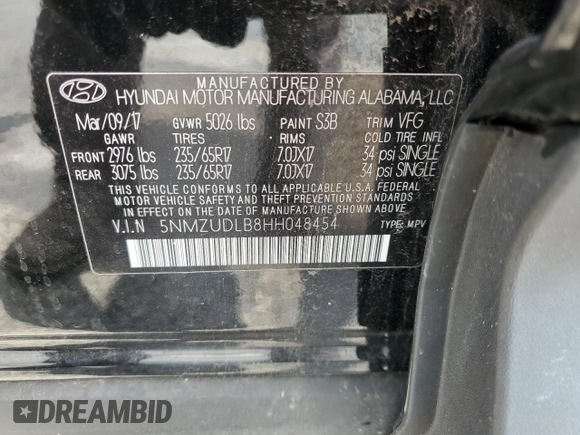 MANUFACTURED BY
HYUNDAI MOTOR MANUFACTURING ALABAMA, LLC
Mar/09/17 GVWR 5026 lbs PAINT S3B TRIM VFG
GAWR TIRES RIMS COLD TIRE INFL
FRONT 2976 lbs 235/65R17 7.0JX17 34 psi SINGLE
REAR 3075 lbs 235/65R17 7.0JX17 34 psi SINGLE
THIS VEHICLE CONFORMS TO ALL APPLICABLE U.S.A. FEDERAL
MOTOR VEHICLE SAFETY AND THEFT PREVENTION STANDARDS
IN EFFECT ON THE DATE OF MANUFACTURE SHOWN ABOVE
V.I.N 5NMZUDLB8HH048454 TYPE: MPV
DREAMBID